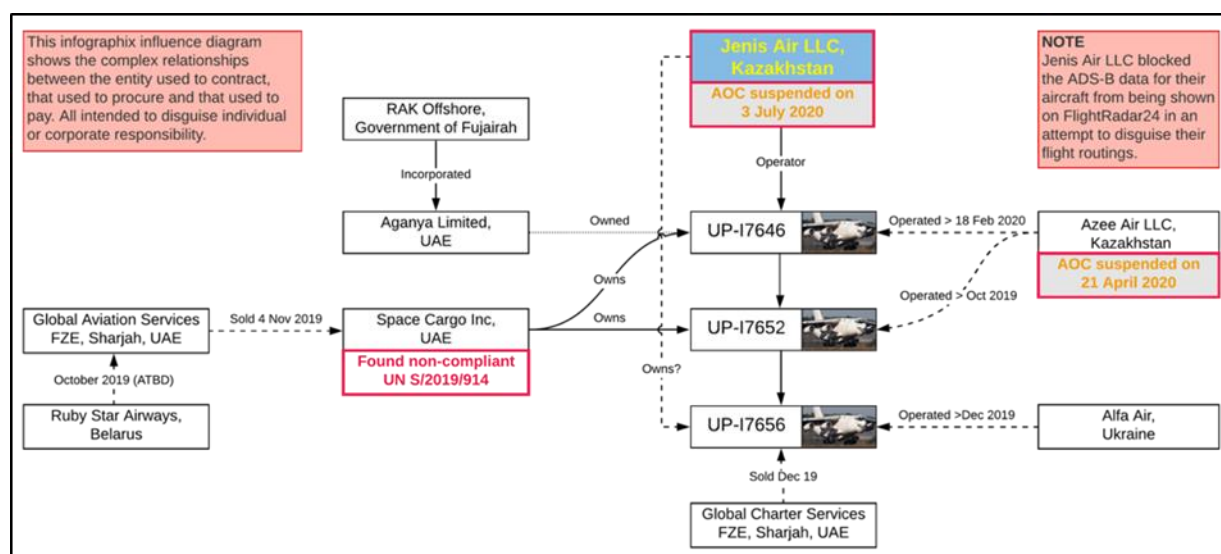 This infographix influence diagram
shows the complex relationships
between the entity used to contract,
that used to procure and that used to
pay. All intended to disguise individual
or corporate responsibility.
Jenis Air LLC,
Kazakhstan
AOC suspended on
3 July 2020
NOTE
Jenis Air LLC blocked
the ADS-B data for their
aircraft from being shown
on FlightRadar24 in an
attempt to disguise their
flight routings.
RAK Offshore,
Government of Fujairah
Incorporated
Operator
Aganya Limited,
UAE
Owned
UP-I7646
Operated > 18 Feb 2020
Azee Air LLC,
Kazakhstan
AOC suspended on
21 April 2020
Owns
Operated > Oct 2019
Global Aviation Services
FZE, Sharjah, UAE
Sold 4 Nov 2019
Space Cargo Inc,
UAE
Found non-compliant
UN S/2019/914
Owns
UP-I7652
Owns?
October 2019 (ATBD)
Ruby Star Airways,
Belarus
UP-I7656
Operated >Dec 2019
Alfa Air,
Ukraine
Sold Dec 19
Global Charter Services
FZE, Sharjah, UAE